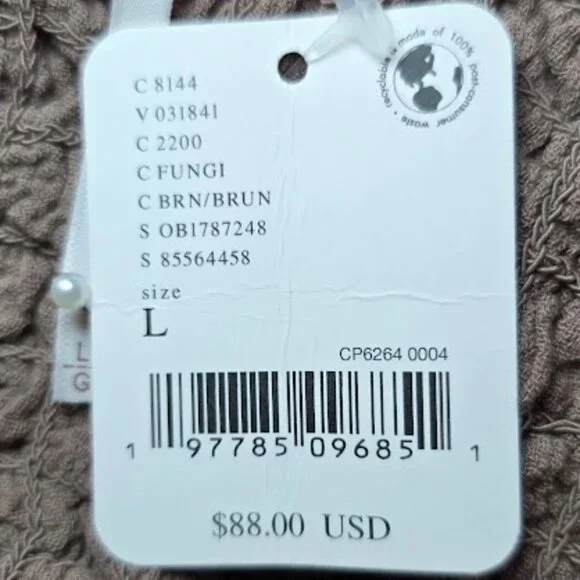 recyclable • made of 100% post-consumer waste •
C 8144
V 031841
C 2200
C FUNGI
C BRN/BRUN
S OB1787248
S 85564458
size
L
CP6264 0004
1 97785 09685 1
$88.00 USD
L
G